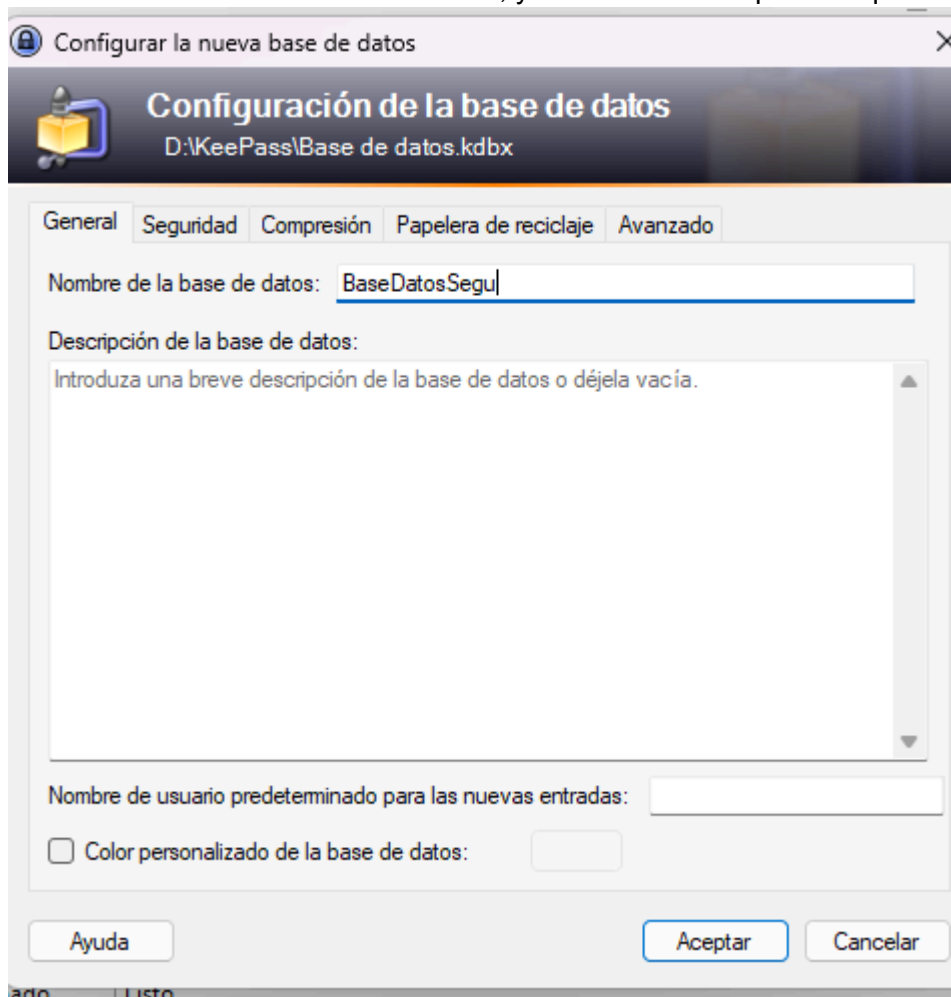 Configurar la nueva base de datos
Configuración de la base de datos
D:\KeePass\Base de datos.kdbx
General Seguridad Compresión Papelera de reciclaje Avanzado
Nombre de la base de datos: BaseDatosSegu
Descripción de la base de datos:
Introduza una breve descripción de la base de datos o déjela vacía.
Nombre de usuario predeterminado para las nuevas entradas:
Color personalizado de la base de datos:
Ayuda Aceptar Cancelar